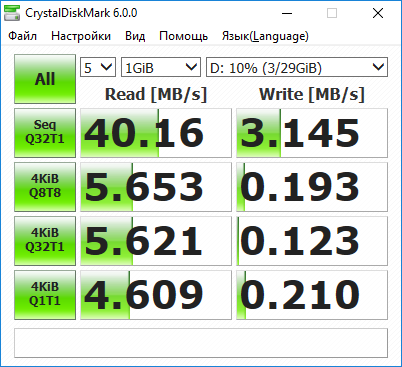 CrystalDiskMark 6.0.0
Файл Настройки Вид Помощь Язык(Language)
All 5 1GiB D: 10% (3/29GiB)
Read [MB/s] Write [MB/s]
Seq Q32T1 40.16 3.145
4KiB Q8T8 5.653 0.193
4KiB Q32T1 5.621 0.123
4KiB Q1T1 4.609 0.210